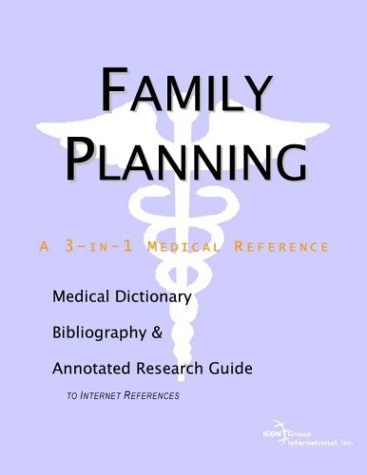 FAMILY
PLANNING
A 3-IN-1 MEDICAL REFERENCE
Medical Dictionary
Bibliography &
Annotated Research Guide
TO INTERNET REFERENCES
ICON Group
International, Inc.